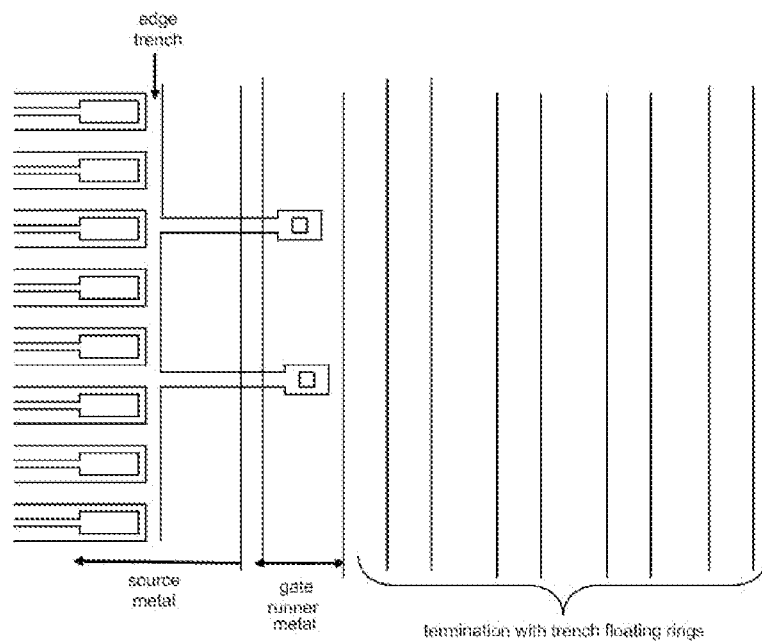 edge
trench
source
metal
gate
runner
metal
termination with trench floating rings